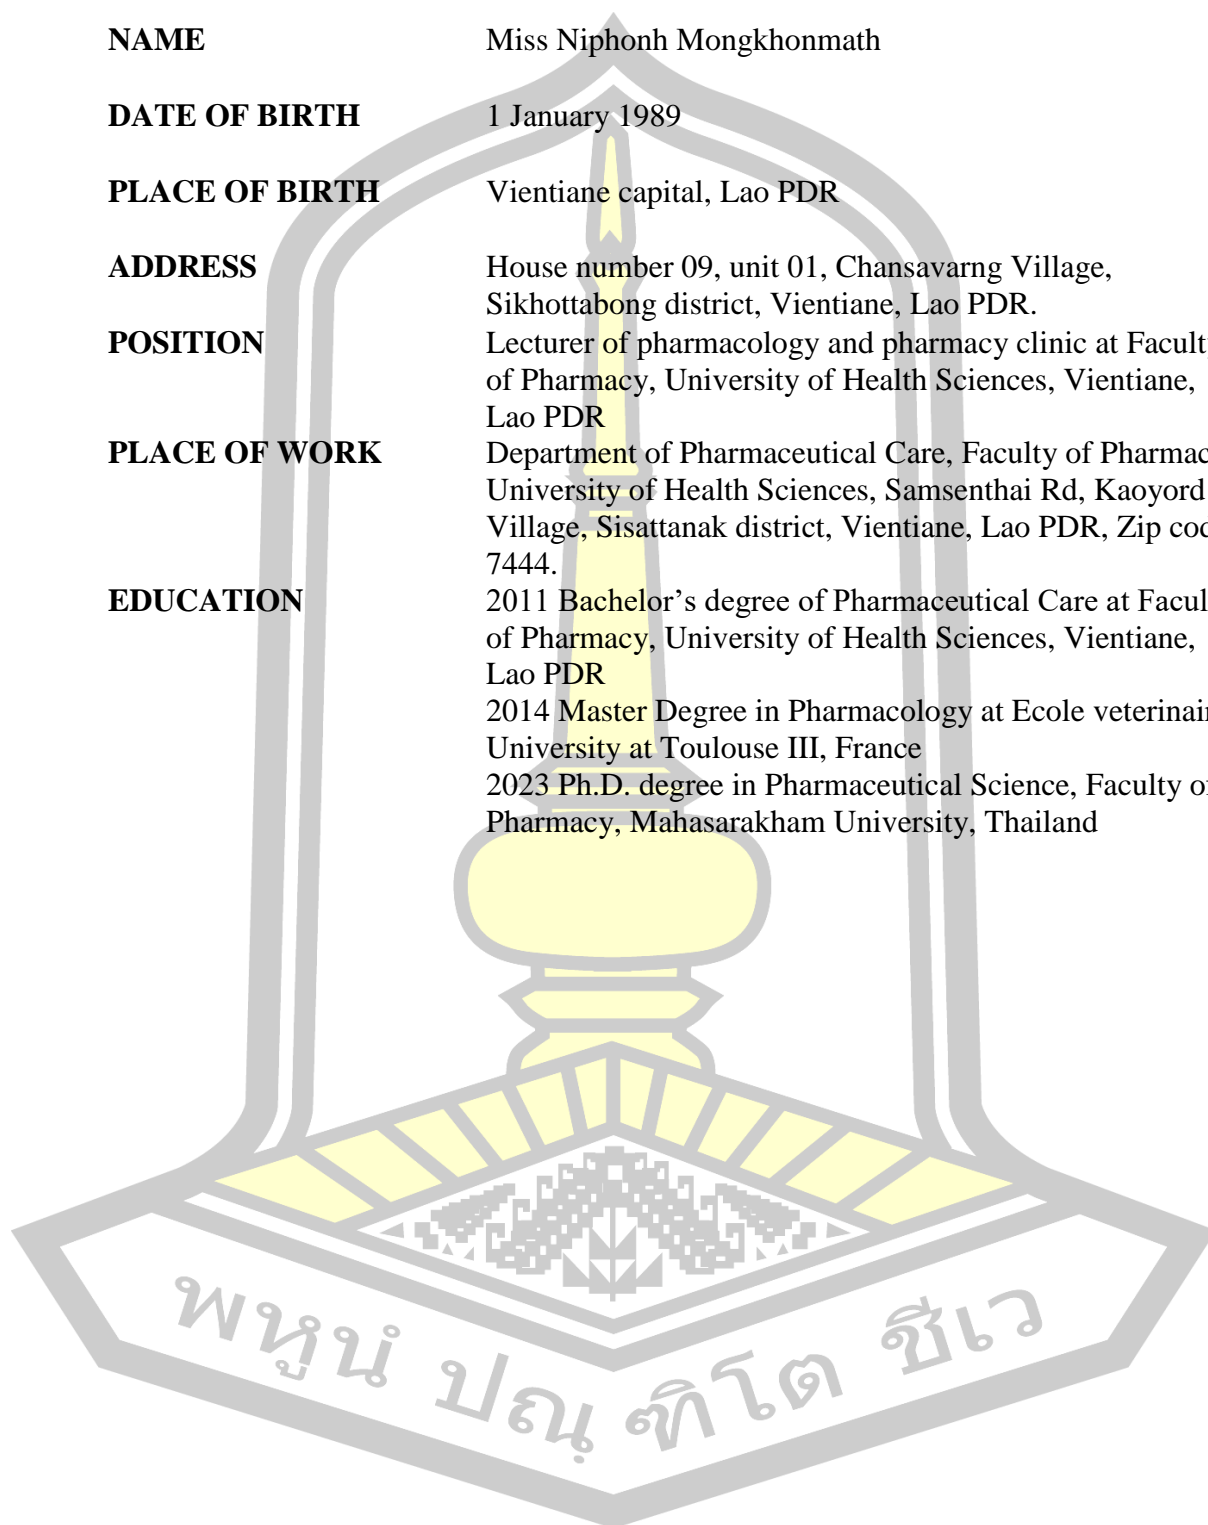 NAME Miss Niphonh Mongkhonmath
DATE OF BIRTH 1 January 1989
PLACE OF BIRTH Vientiane capital, Lao PDR
ADDRESS House number 09, unit 01, Chansavarng Village,
Sikhottabong district, Vientiane, Lao PDR.
POSITION Lecturer of pharmacology and pharmacy clinic at Facult
of Pharmacy, University of Health Sciences, Vientiane,
Lao PDR
PLACE OF WORK Department of Pharmaceutical Care, Faculty of Pharmac
University of Health Sciences, Samsenthai Rd, Kaoyord
Village, Sisattanak district, Vientiane, Lao PDR, Zip cod
7444.
EDUCATION 2011 Bachelor’s degree of Pharmaceutical Care at Facul
of Pharmacy, University of Health Sciences, Vientiane,
Lao PDR
2014 Master Degree in Pharmacology at Ecole veterinair
University at Toulouse III, France
2023 Ph.D. degree in Pharmaceutical Science, Faculty of
Pharmacy, Mahasarakham University, Thailand
พหูนํ ปณฺฑิโต ชีเว